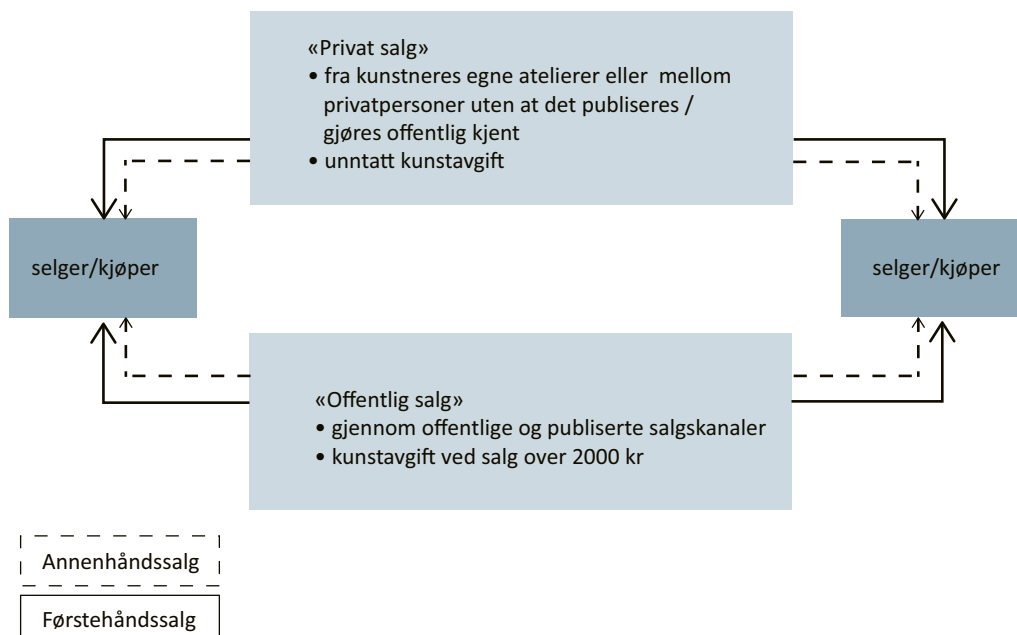 «Privat salg»
• fra kunstneres egne atelierer eller mellom
privatpersoner uten at det publiseres /
gjøres offentlig kjent
• unntatt kunstavgift
selger/kjøper
selger/kjøper
«Offentlig salg»
• gjennom offentlige og publiserte salgskanaler
• kunstavgift ved salg over 2000 kr
Annenhåndssalg
Førstehåndssalg